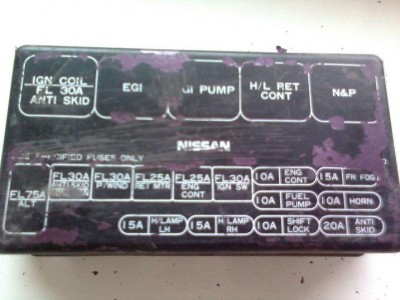 IGN COIL
FL 30A
ANTI SKID
EGI
PUMP
H/L RET
CONT
N&P
NISSAN
FUSES ONLY
FL75A
ALT
FL30A
ANTI SKID
FL30A
P/WIND
FL25A
RET MTR
FL25A
ENG
CONT
FL30A
IGN SW
10A
ENG
CONT
15A
FR FOG
10A
FUEL
PUMP
10A
HORN
15A
H/LAMP
LH
15A
H LAMP
RH
10A
SHIFT
LOCK
20A
ANTI
SKID